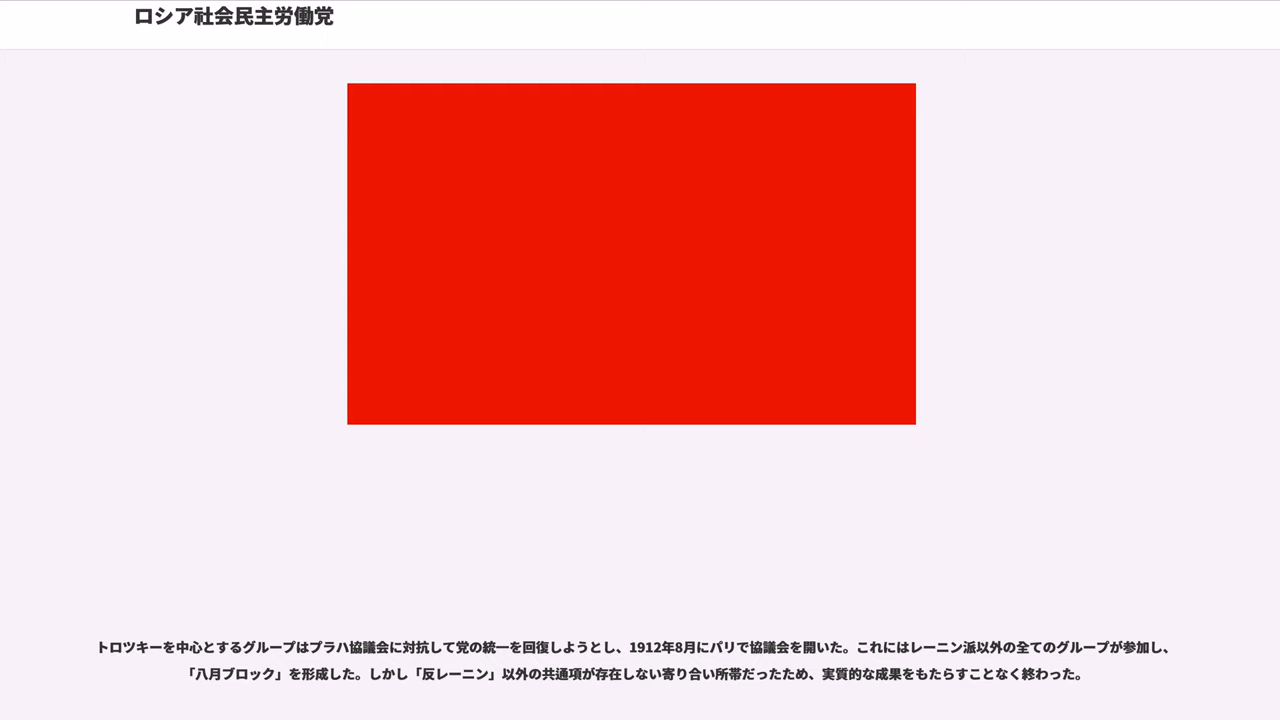 ロシア社会民主労働党
トロツキーを中心とするグループはプラハ協議会に対抗して党の統一を回復しようとし、1912年8月にパリで協議会を開いた。これにはレーニン派以外の全てのグループが参加し、
「八月ブロック」を形成した。しかし「反レーニン」以外の共通項が存在しない寄り合い所帯だったため、実質的な成果をもたらすことなく終わった。